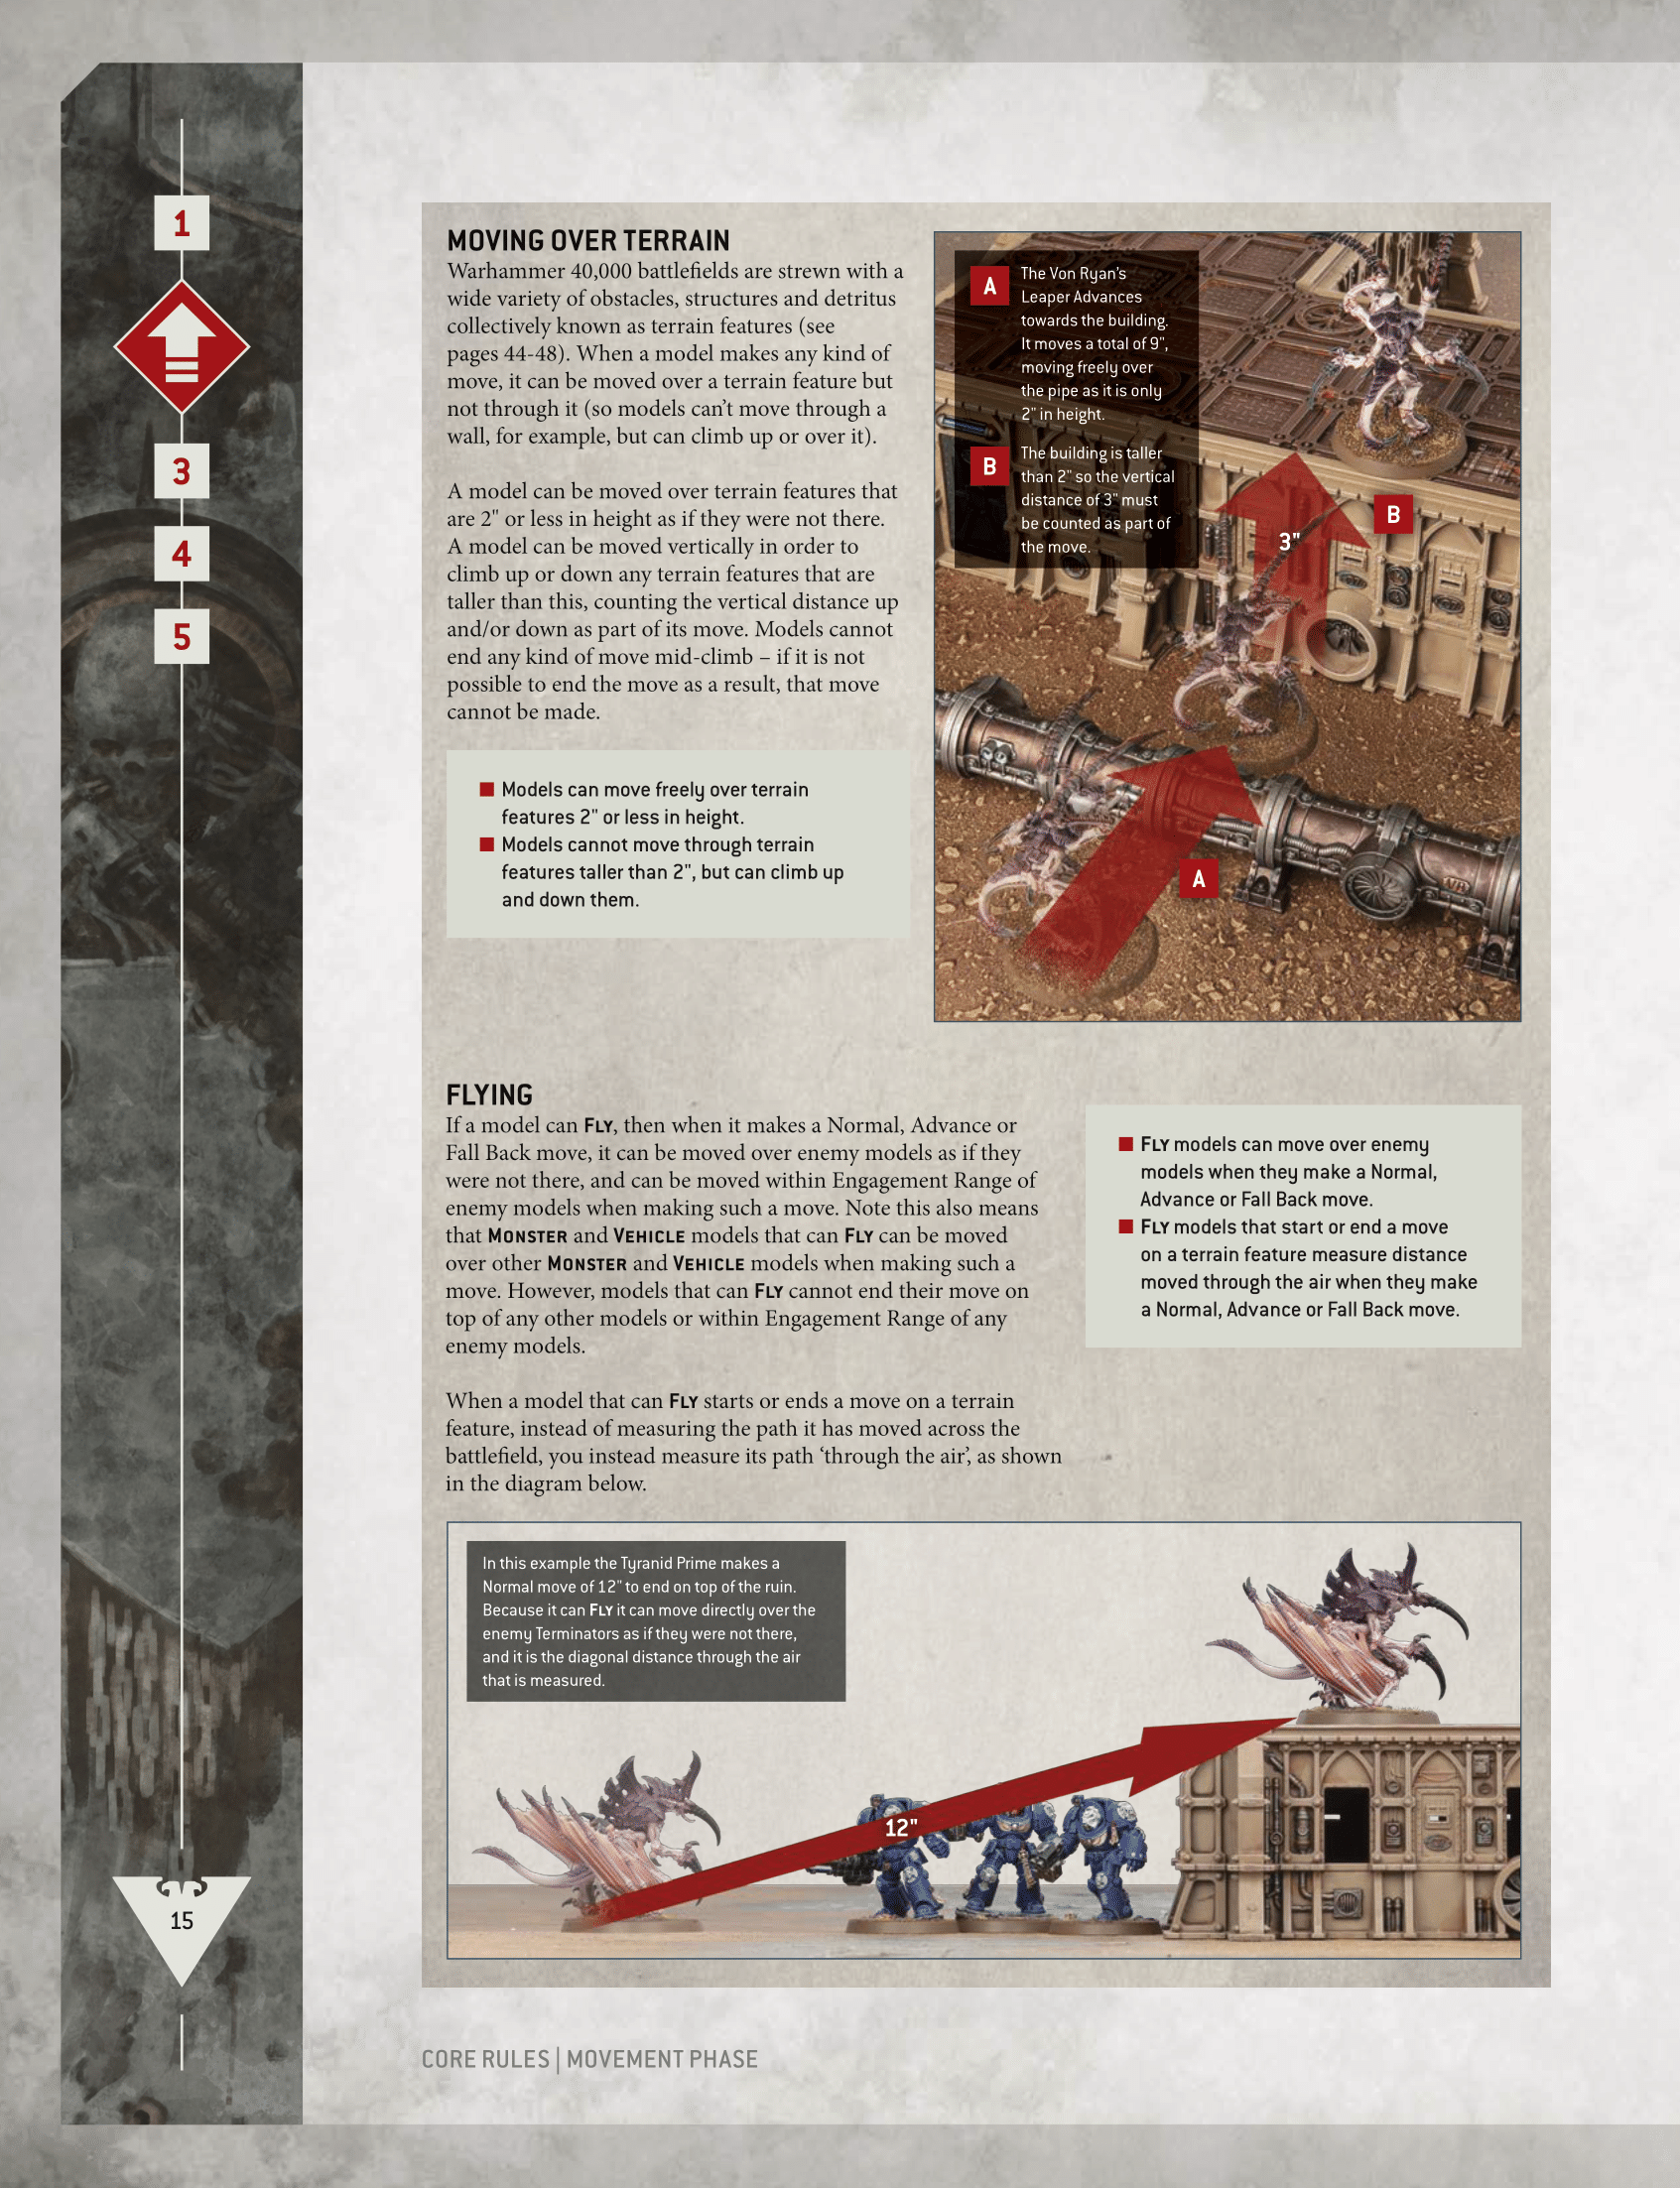 1
3
4
5
MOVING OVER TERRAIN
Warhammer 40,000 battlefields are strewn with a
wide variety of obstacles, structures and detritus
collectively known as terrain features (see
pages 44-48). When a model makes any kind of
move, it can be moved over a terrain feature but
not through it (so models can’t move through a
wall, for example, but can climb up or over it).
A model can be moved over terrain features that
are 2" or less in height as if they were not there.
A model can be moved vertically in order to
climb up or down any terrain features that are
taller than this, counting the vertical distance up
and/or down as part of its move. Models cannot
end any kind of move mid-climb – if it is not
possible to end the move as a result, that move
cannot be made.
■ Models can move freely over terrain
features 2" or less in height.
■ Models cannot move through terrain
features taller than 2", but can climb up
and down them.
A
The Von Ryan’s
Leaper Advances
towards the building.
It moves a total of 9",
moving freely over
the pipe as it is only
2" in height.
B
The building is taller
than 2" so the vertical
distance of 3" must
be counted as part of
the move.
B
3"
A
FLYING
If a model can FLY, then when it makes a Normal, Advance or
Fall Back move, it can be moved over enemy models as if they
were not there, and can be moved within Engagement Range of
enemy models when making such a move. Note this also means
that MONSTER and VEHICLE models that can FLY can be moved
over other MONSTER and VEHICLE models when making such a
move. However, models that can FLY cannot end their move on
top of any other models or within Engagement Range of any
enemy models.
When a model that can FLY starts or ends a move on a terrain
feature, instead of measuring the path it has moved across the
battlefield, you instead measure its path ‘through the air’, as shown
in the diagram below.
■ FLY models can move over enemy
models when they make a Normal,
Advance or Fall Back move.
■ FLY models that start or end a move
on a terrain feature measure distance
moved through the air when they make
a Normal, Advance or Fall Back move.
In this example the Tyranid Prime makes a
Normal move of 12" to end on top of the ruin.
Because it can FLY it can move directly over the
enemy Terminators as if they were not there,
and it is the diagonal distance through the air
that is measured.
12"
15
CORE RULES | MOVEMENT PHASE